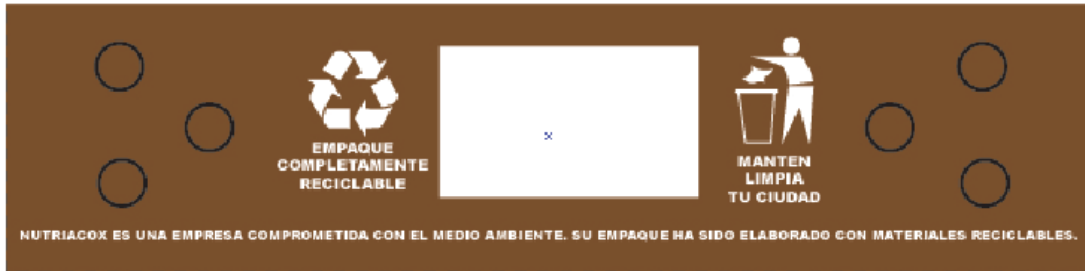 EMPAQUE
COMPLETAMENTE
RECICLABLE
MANTEN
LIMPIA
TU CIUDAD
NUTRIACOX ES UNA EMPRESA COMPROMETIDA CON EL MEDIO AMBIENTE. SU EMPAQUE HA SIDO ELABORADO CON MATERIALES RECICLABLES.